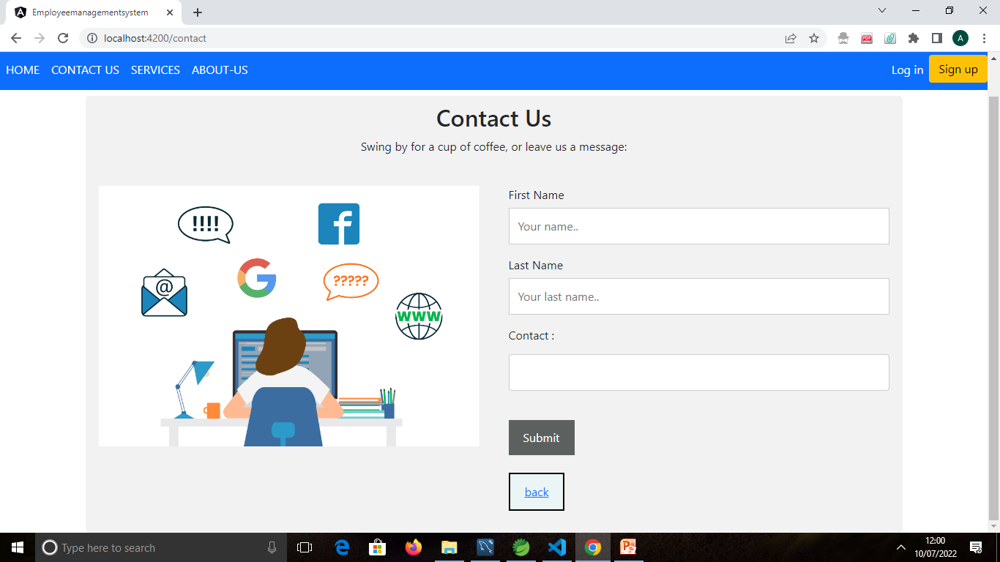 Employeemanagementsystem
localhost:4200/contact
PDF
A
HOME CONTACT US SERVICES ABOUT-US Log in Sign up
Contact Us
Swing by for a cup of coffee, or leave us a message:
!!!!
f
@
G
?????
WWW
First Name
Your name..
Last Name
Your last name..
Contact :
Submit
back
Type here to search
12:00
10/07/2022